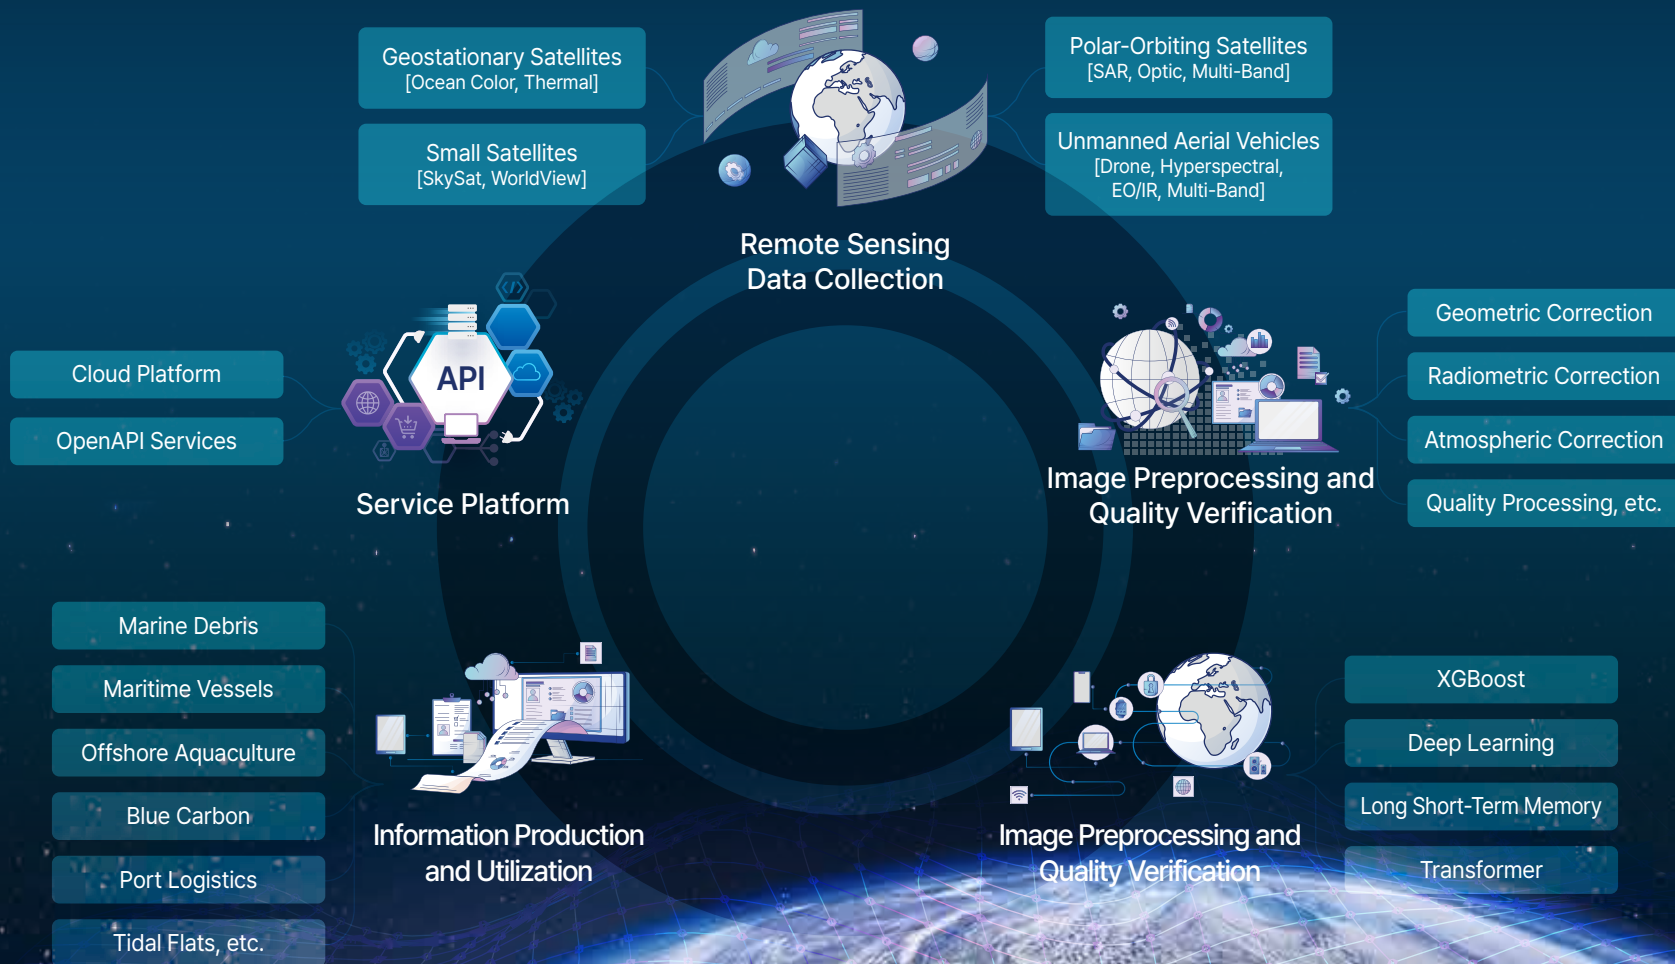 Geostationary Satellites
[Ocean Color, Thermal]
Small Satellites
[SkySat, WorldView]
Polar-Orbiting Satellites
[SAR, Optic, Multi-Band]
Unmanned Aerial Vehicles
[Drone, Hyperspectral,
EO/IR, Multi-Band]
Remote Sensing
Data Collection
Cloud Platform
OpenAPI Services
API
Service Platform
Geometric Correction
Radiometric Correction
Atmospheric Correction
Quality Processing, etc.
Image Preprocessing and
Quality Verification
Marine Debris
Maritime Vessels
Offshore Aquaculture
Blue Carbon
Port Logistics
Tidal Flats, etc.
Information Production
and Utilization
Image Preprocessing and
Quality Verification
XGBoost
Deep Learning
Long Short-Term Memory
Transformer